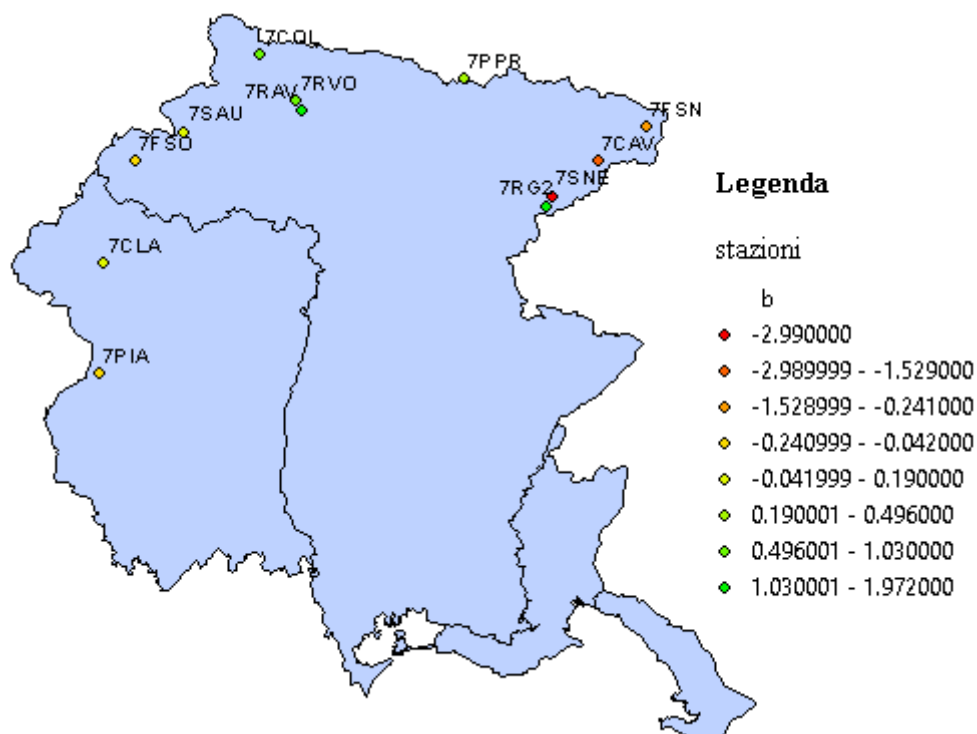 7COL
7PPR
7RAV
7RVO
7SAU
7FSN
7FSO
7CAV
7SNE
7RG2
7CLA
7PIA
Legenda
stazioni
b
-2.990000
-2.989999 - -1.529000
-1.528999 - -0.241000
-0.240999 - -0.042000
-0.041999 - 0.190000
0.190001 - 0.496000
0.496001 - 1.030000
1.030001 - 1.972000